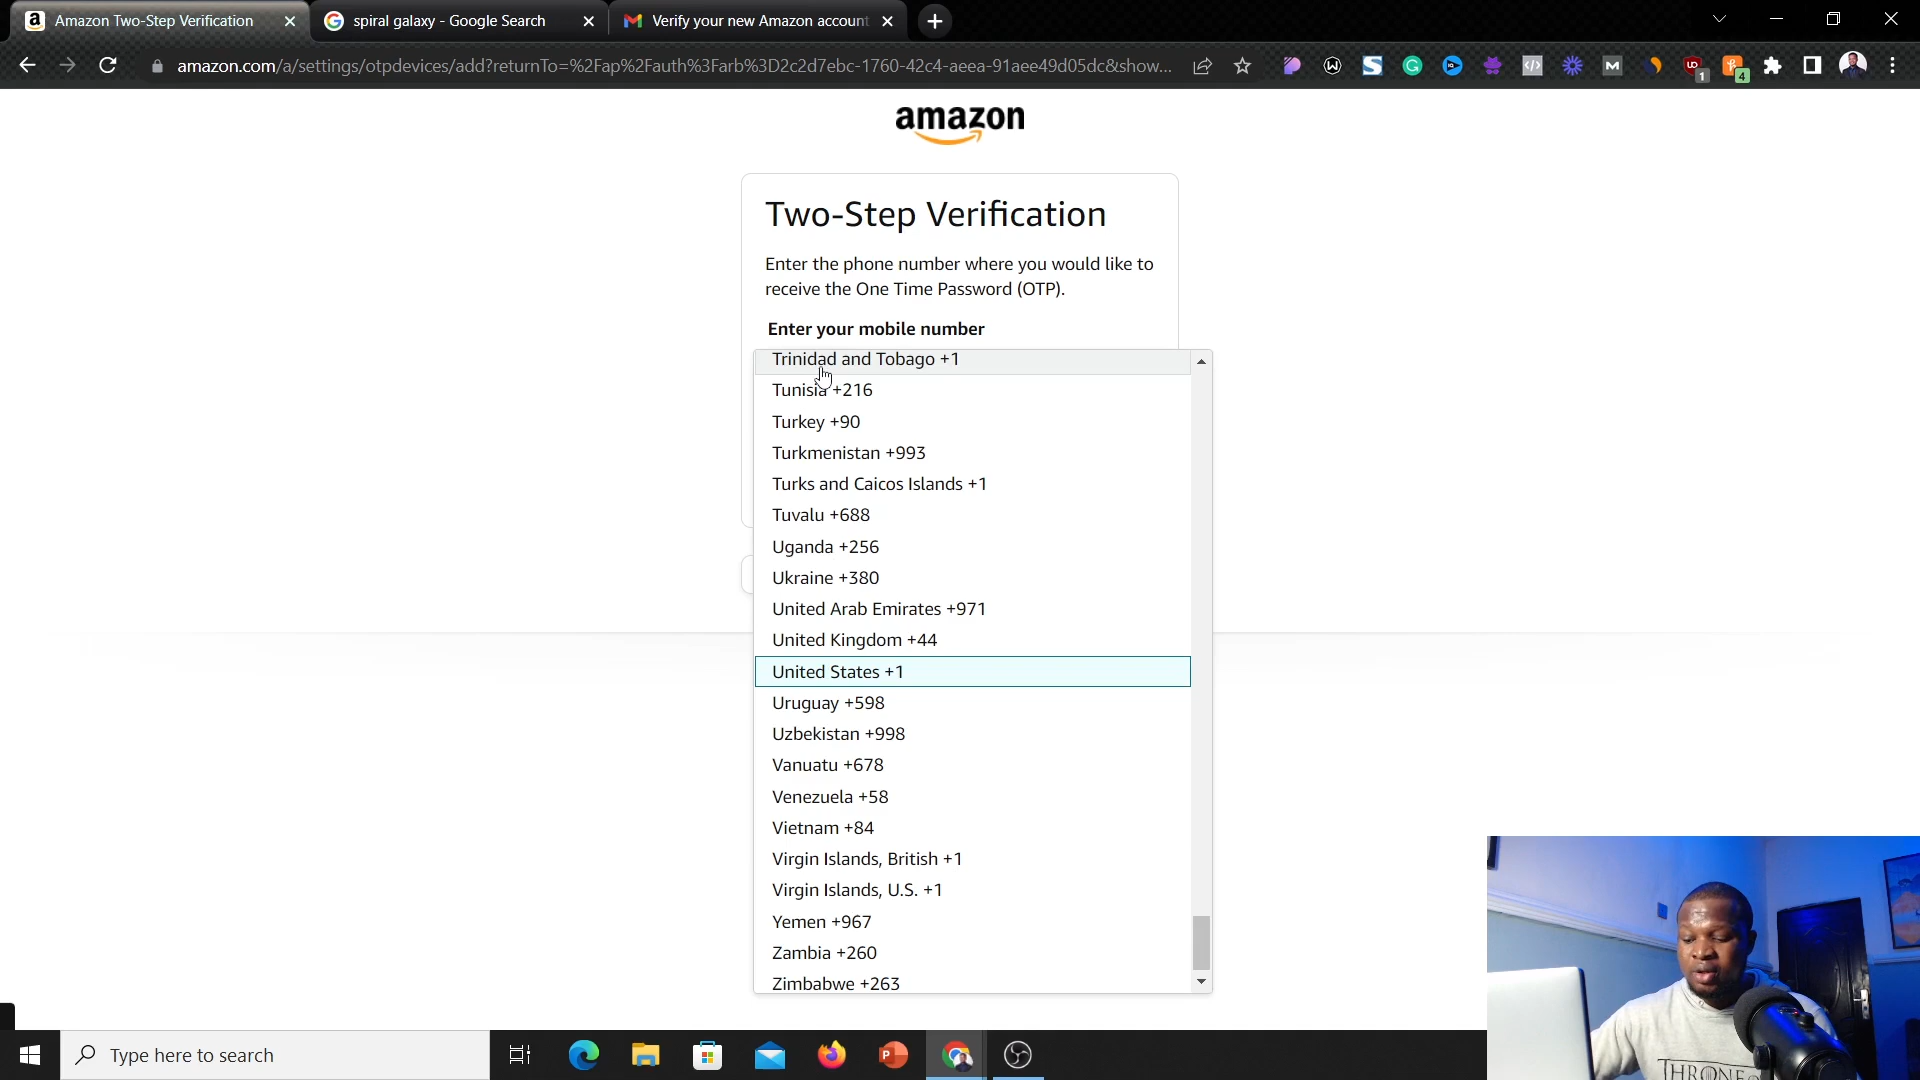 Amazon Two-Step Verification
spiral galaxy - Google Search
Verify your new Amazon account
amazon.com/a/settings/otpdevices/add?returnTo=%2Fap%2Fauth%3Farb%3D2c2d7ebc-1760-42c4-aeea-91aee49d05dc&show...
1
4
amazon
Two-Step Verification
Enter the phone number where you would like to
receive the One Time Password (OTP).
Enter your mobile number
Trinidad and Tobago +1
Tunisia +216
Turkey +90
Turkmenistan +993
Turks and Caicos Islands +1
Tuvalu +688
Uganda +256
Ukraine +380
United Arab Emirates +971
United Kingdom +44
United States +1
Uruguay +598
Uzbekistan +998
Vanuatu +678
Venezuela +58
Vietnam +84
Virgin Islands, British +1
Virgin Islands, U.S. +1
Yemen +967
Zambia +260
Zimbabwe +263
Type here to search